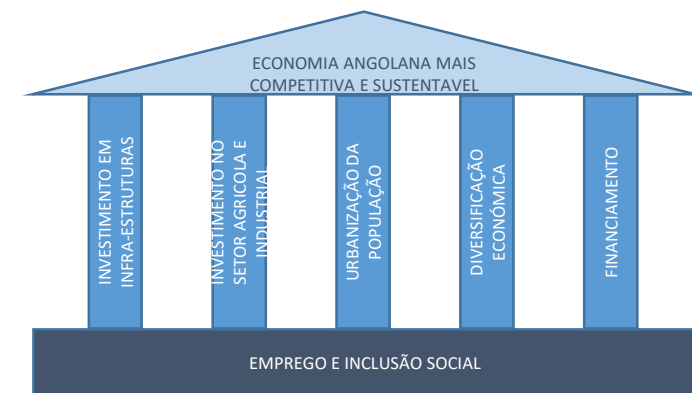 ECONOMIA ANGOLANA MAIS
COMPETITIVA E SUSTENTAVEL
INVESTIMENTO EM
INFRA-ESTRUTURAS
INVESTIMENTO NO
SETOR AGRICOLA E
INDUSTRIAL
URBANIZAÇÃO DA
POPULAÇÃO
DIVERSIFICAÇÃO
ECONÓMICA
FINANCIAMENTO
EMPREGO E INCLUSÃO SOCIAL